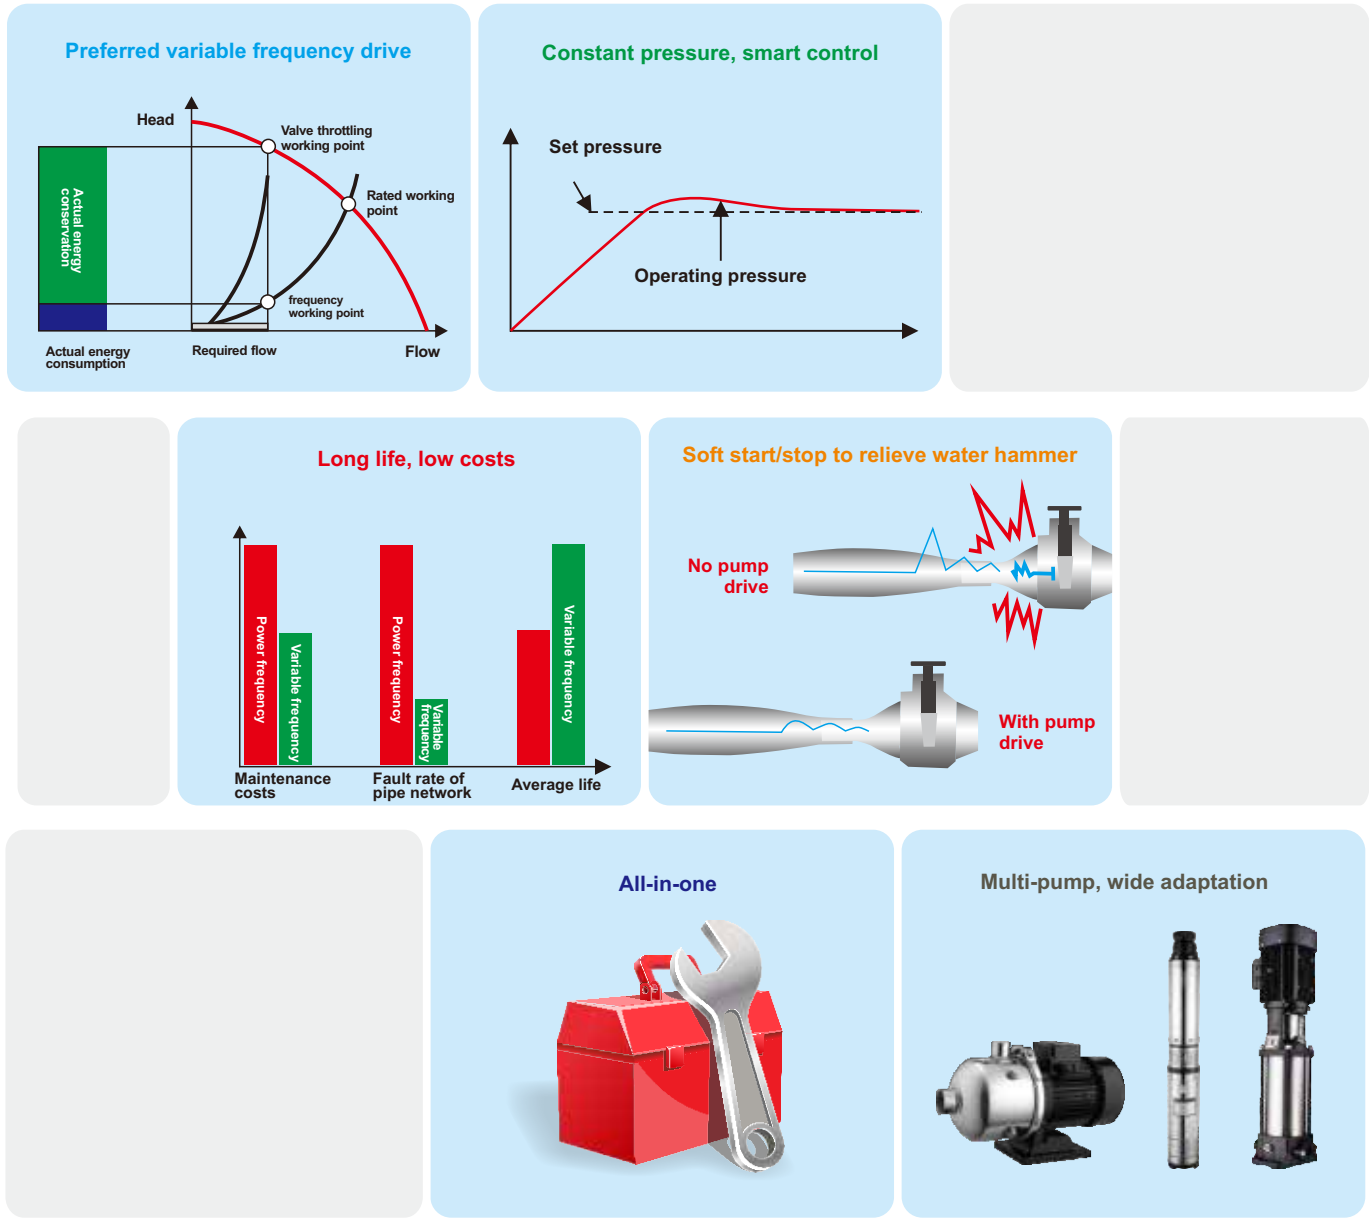 Preferred variable frequency drive
Head
Valve throttling
working point
Actual energy
conservation
Rated working
point
frequency
working point
Actual energy
consumption
Required flow
Flow
Constant pressure, smart control
Set pressure
Operating pressure
Long life, low costs
Power frequency
Variable frequency
Power frequency
Variable
frequency
Variable frequency
Maintenance
costs
Fault rate of
pipe network
Average life
Soft start/stop to relieve water hammer
No pump
drive
With pump
drive
All-in-one
Multi-pump, wide adaptation